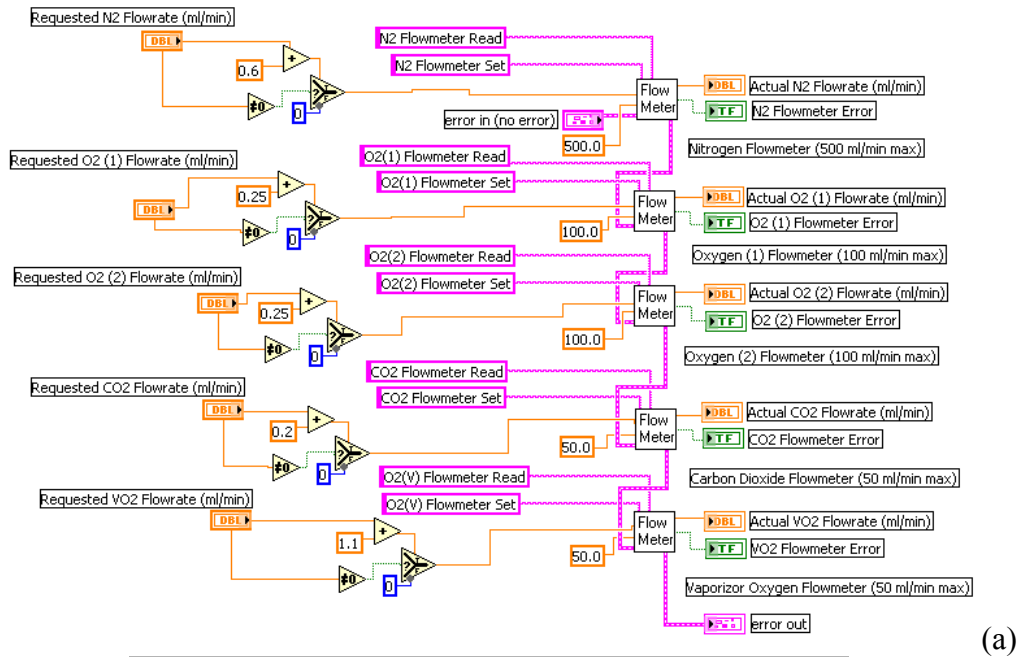 Requested N2 Flowrate (ml/min)
DBL
+
0.6
≠0
?
T
F
0
N2 Flowmeter Read
N2 Flowmeter Set
error in (no error)
500.0
Flow
Meter
DBL
Actual N2 Flowrate (ml/min)
TF
N2 Flowmeter Error
Nitrogen Flowmeter (500 ml/min max)
Requested O2 (1) Flowrate (ml/min)
DBL
+
0.25
≠0
?
T
F
0
O2(1) Flowmeter Read
O2(1) Flowmeter Set
100.0
Flow
Meter
DBL
Actual O2 (1) Flowrate (ml/min)
TF
O2 (1) Flowmeter Error
Oxygen (1) Flowmeter (100 ml/min max)
Requested O2 (2) Flowrate (ml/min)
DBL
+
0.25
≠0
?
T
F
0
O2(2) Flowmeter Read
O2(2) Flowmeter Set
100.0
Flow
Meter
DBL
Actual O2 (2) Flowrate (ml/min)
TF
O2 (2) Flowmeter Error
Oxygen (2) Flowmeter (100 ml/min max)
Requested CO2 Flowrate (ml/min)
DBL
+
0.2
≠0
?
T
F
0
CO2 Flowmeter Read
CO2 Flowmeter Set
50.0
Flow
Meter
DBL
Actual CO2 Flowrate (ml/min)
TF
CO2 Flowmeter Error
Carbon Dioxide Flowmeter (50 ml/min max)
Requested VO2 Flowrate (ml/min)
DBL
+
1.1
≠0
?
T
F
0
O2(V) Flowmeter Read
O2(V) Flowmeter Set
50.0
Flow
Meter
DBL
Actual VO2 Flowrate (ml/min)
TF
VO2 Flowmeter Error
Vaporizor Oxygen Flowmeter (50 ml/min max)
error out
(a)